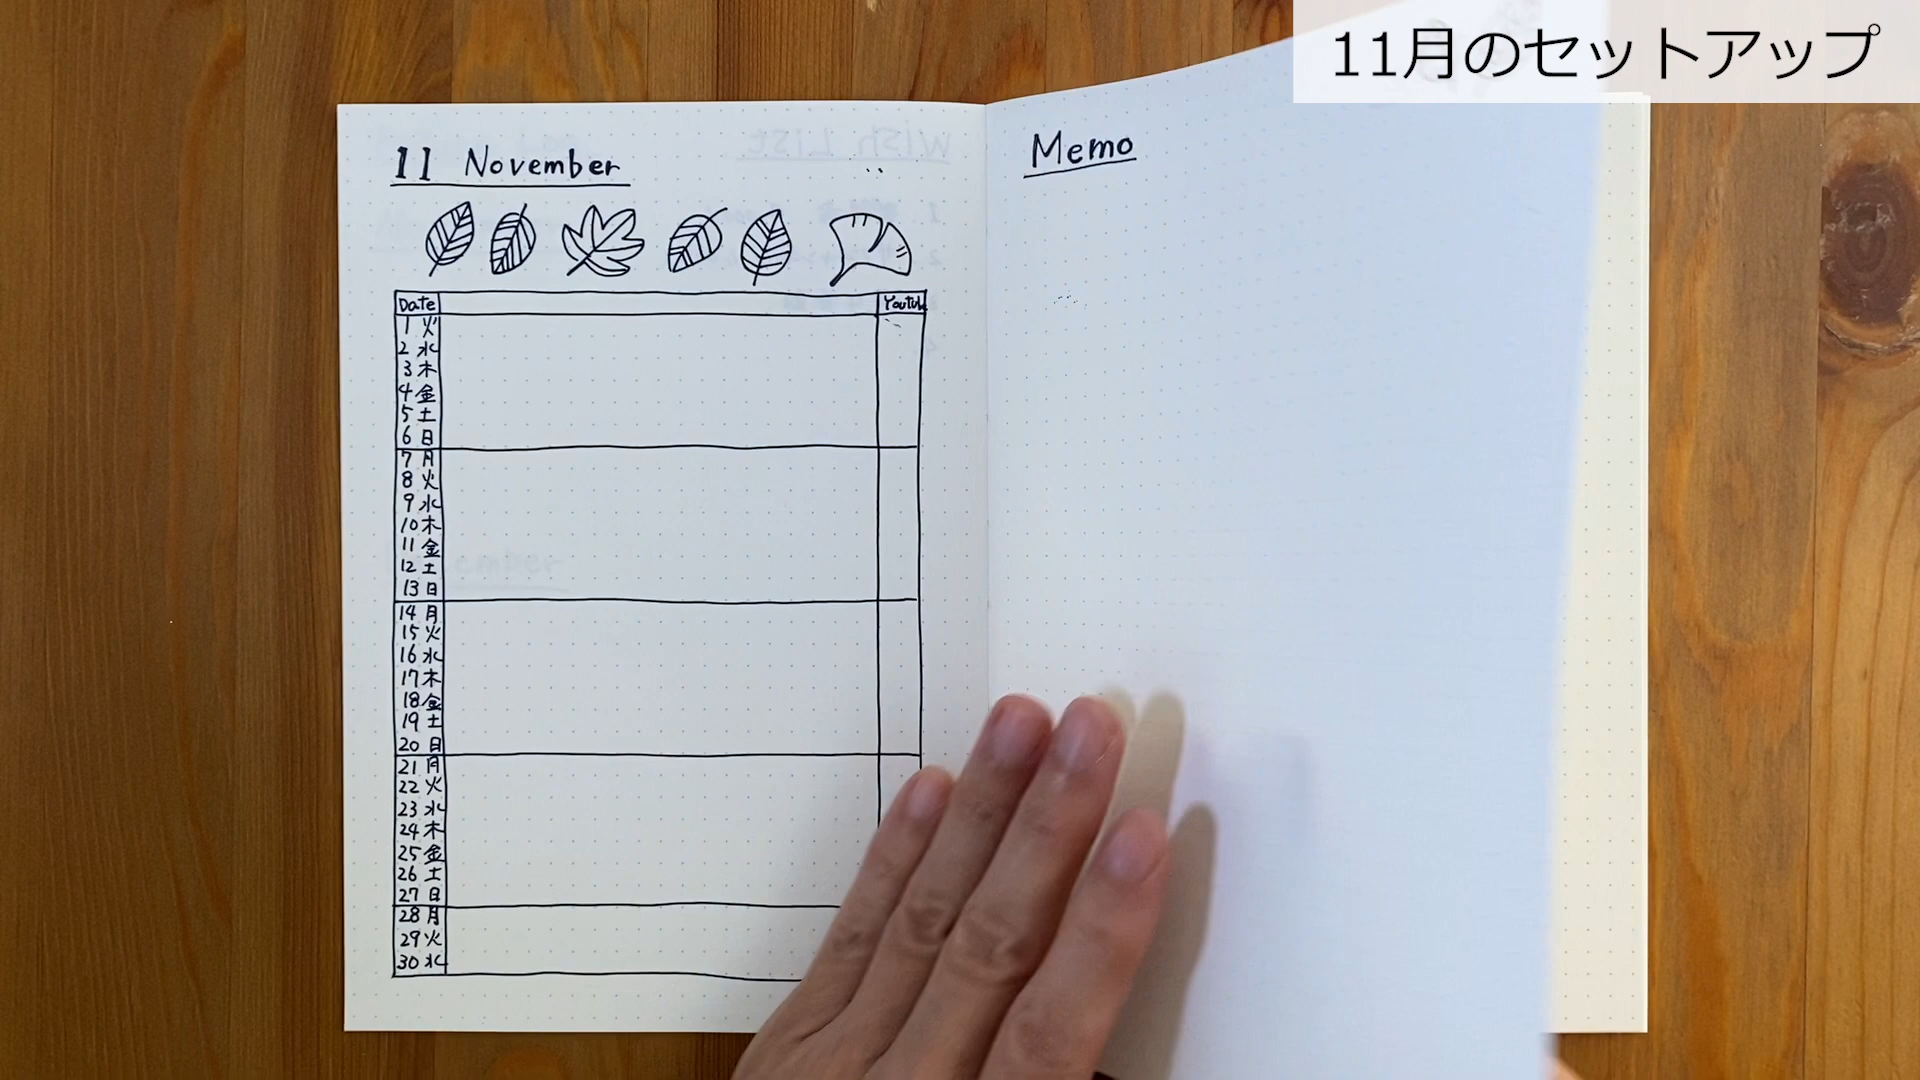 11月のセットアップ
11 November
Memo
Wish List
Date
1 火
2 水
3 木
4 金
5 土
6 日
7 月
8 火
9 水
10 木
11 金
12 土
13 日
14 月
15 火
16 水
17 木
18 金
19 土
20 日
21 月
22 火
23 水
24 木
25 金
26 土
27 日
28 月
29 火
30 水